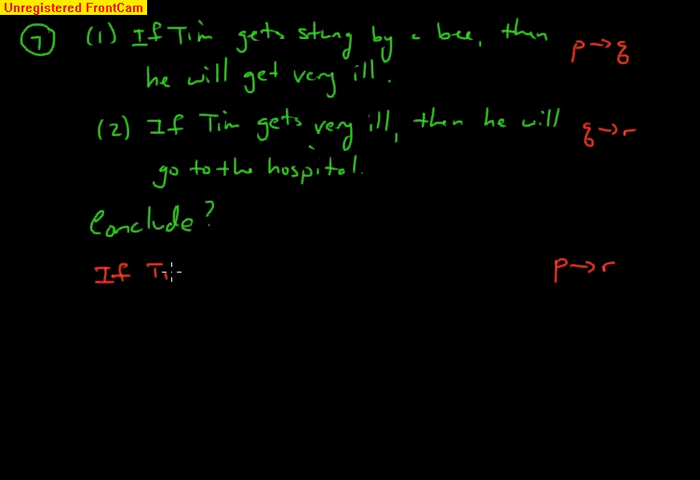 Unregistered FrontCam
7 (1) If Tim gets stung by a bee, then p→q
he will get very ill.
(2) If Tim gets very ill, then he will q→r
go to the hospital.
Conclude?
If Ti p→r